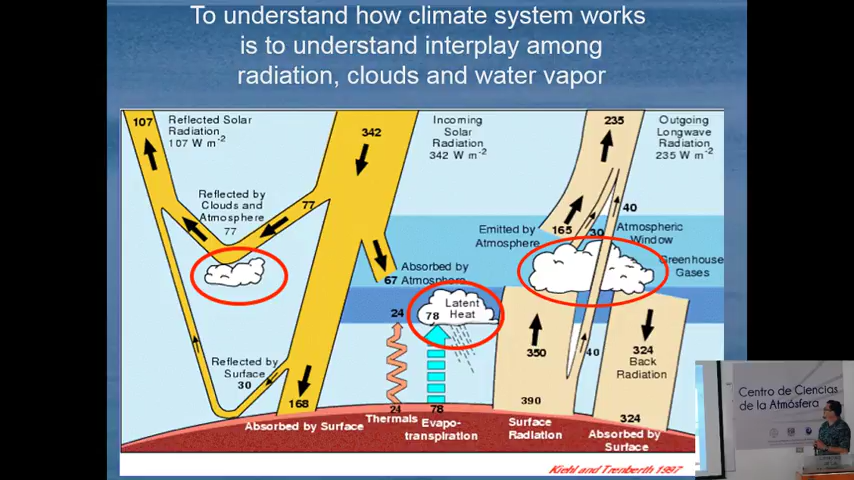 To understand how climate system works
is to understand interplay among
radiation, clouds and water vapor
107
Reflected Solar
Radiation
107 W m-2
342
Incoming
Solar
Radiation
342 W m-2
235
Outgoing
Longwave
Radiation
235 W m-2
Reflected by
Clouds and
Atmosphere
77
77
Emitted by
Atmosphere
165
30
40
Atmospheric
Window
Greenhouse
Gases
67
Absorbed by
Atmosphere
24
78
Latent
Heat
350
40
324
Back
Radiation
Reflected by
Surface
30
168
Absorbed by Surface
24
Thermals
78
Evapo-
transpiration
390
Surface
Radiation
324
Absorbed by
Surface
Kiehl and Trenberth 1997
Centro de Ciencias
de la Atmósfera